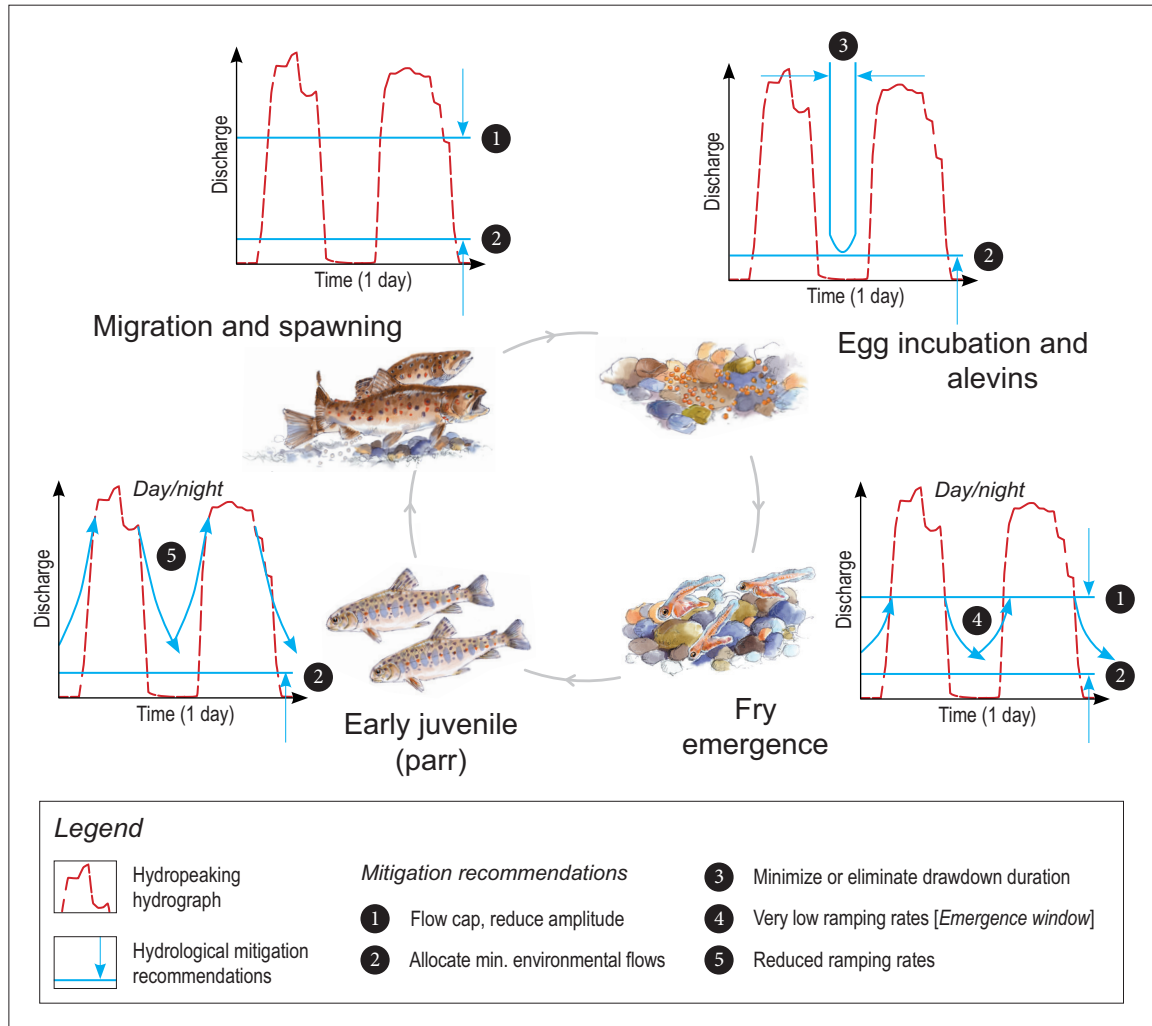 Discharge
1
2
Time (1 day)
Migration and spawning
3
Discharge
2
Time (1 day)
Egg incubation and
alevins
Day/night
5
Discharge
2
Time (1 day)
Early juvenile
(parr)
Day/night
Discharge
1
4
2
Time (1 day)
Fry
emergence
Legend
Hydropeaking
hydrograph
Hydrological mitigation
recommendations
Mitigation recommendations
1 Flow cap, reduce amplitude
2 Allocate min. environmental flows
3 Minimize or eliminate drawdown duration
4 Very low ramping rates [Emergence window]
5 Reduced ramping rates